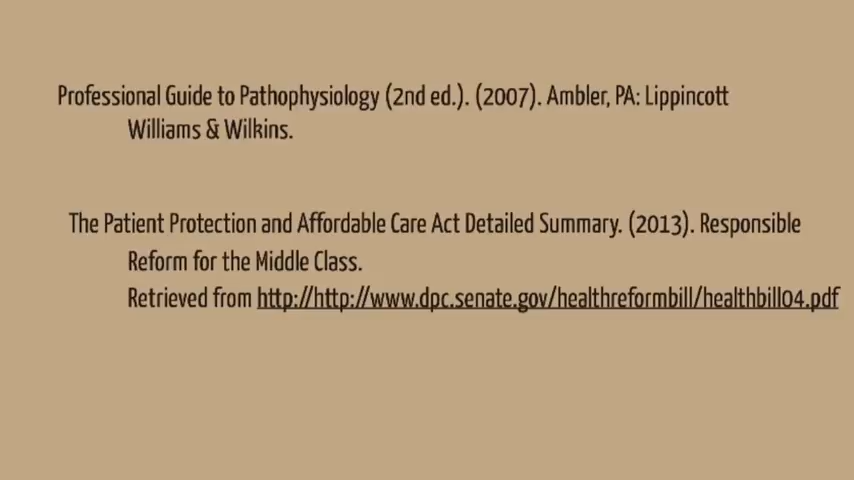 Professional Guide to Pathophysiology (2nd ed.). (2007). Ambler, PA: Lippincott
Williams & Wilkins.
The Patient Protection and Affordable Care Act Detailed Summary. (2013). Responsible
Reform for the Middle Class.
Retrieved from http://http://www.dpc.senate.gov/healthreformbill/healthbill04.pdf